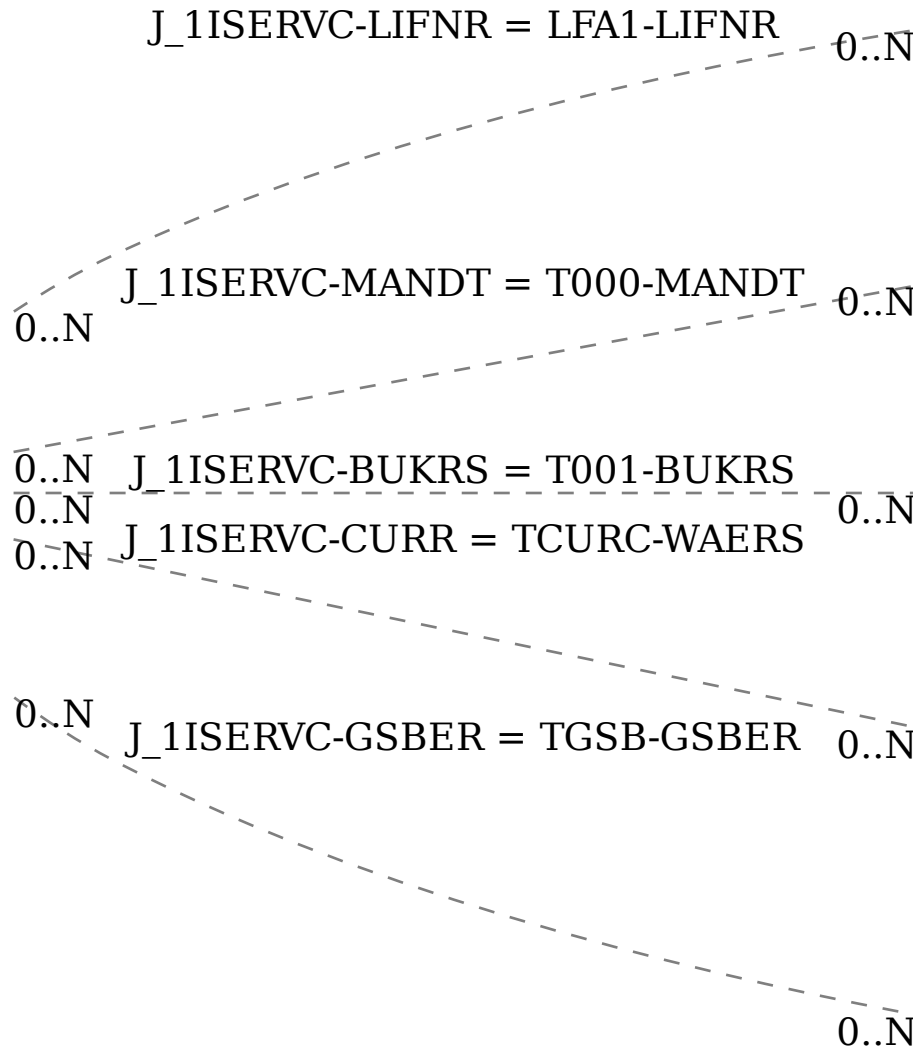 J_1ISERVC-LIFNR = LFA1-LIFNR
0..N
J_1ISERVC-MANDT = T000-MANDT
0..N
0..N
0..N
J_1ISERVC-BUKRS = T001-BUKRS
0..N
0..N
J_1ISERVC-CURR = TCURC-WAERS
0..N
0..N
J_1ISERVC-GSBER = TGSB-GSBER
0..N
0..N